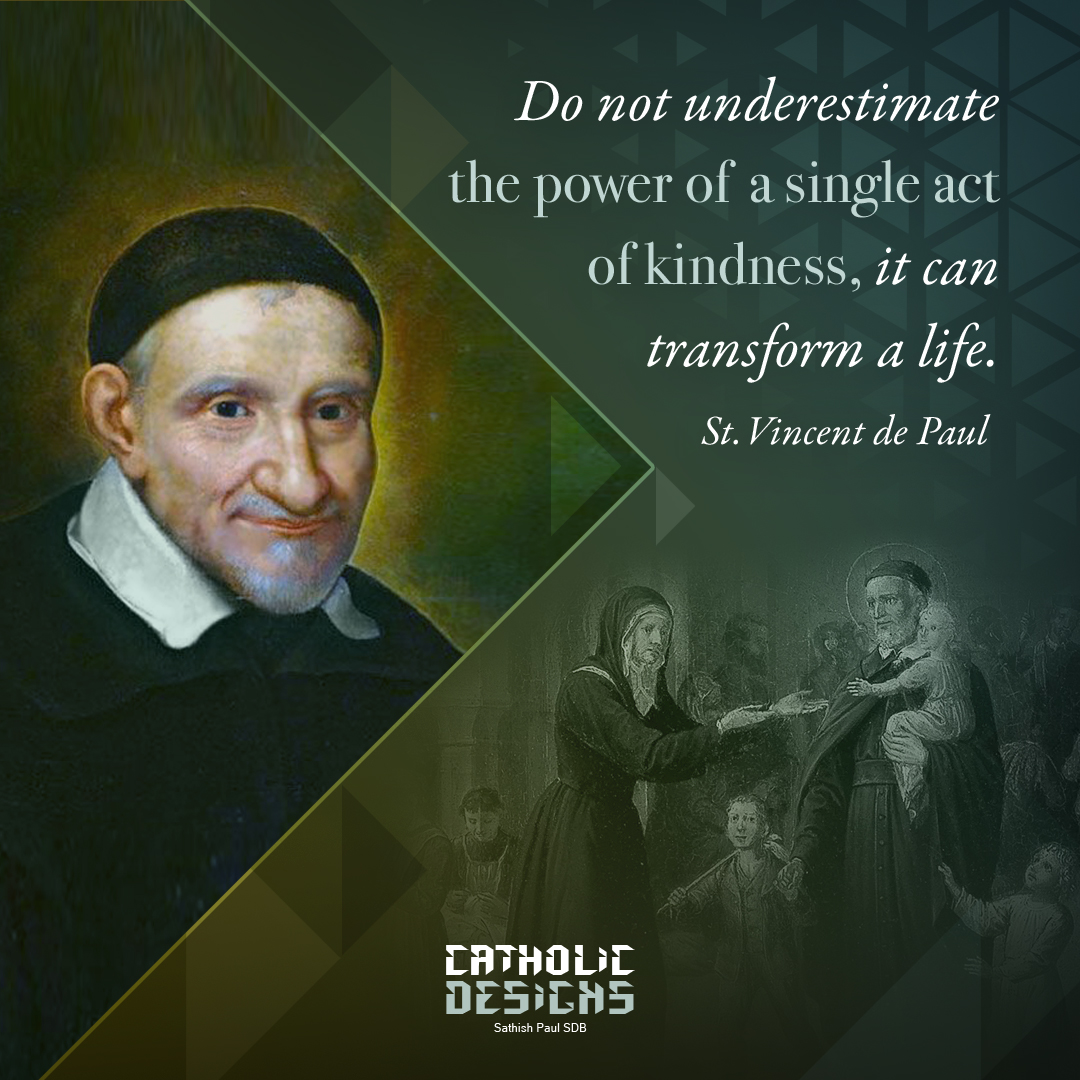 Do not underestimate
the power of a single act
of kindness, it can
transform a life.
St. Vincent de Paul
CATHOLIC
DESIGNS
Sathish Paul SDB